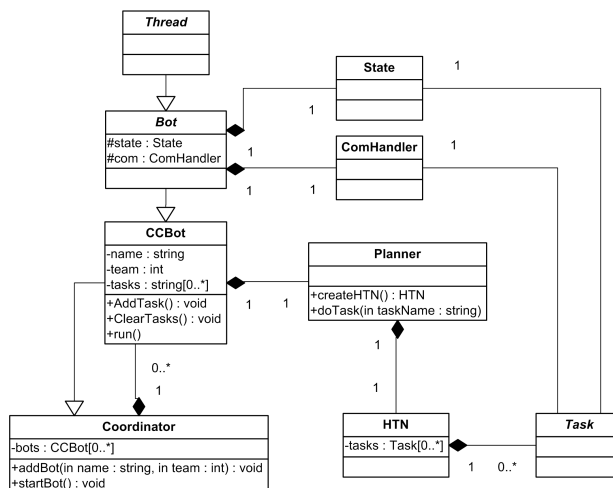 Thread
State
1
1
Bot
#state : State
#com : ComHandler
1
ComHandler
1
1
1
CCBot
-name : string
-team : int
-tasks : string[0..*]
+AddTask() : void
+ClearTasks() : void
+run()
1
1
Planner
+createHTN() : HTN
+doTask(in taskName : string)
1
0..*
1
1
Coordinator
-bots : CCBot[0..*]
+addBot(in name : string, in team : int) : void
+startBot() : void
HTN
-tasks : Task[0..*]
1
0..*
Task